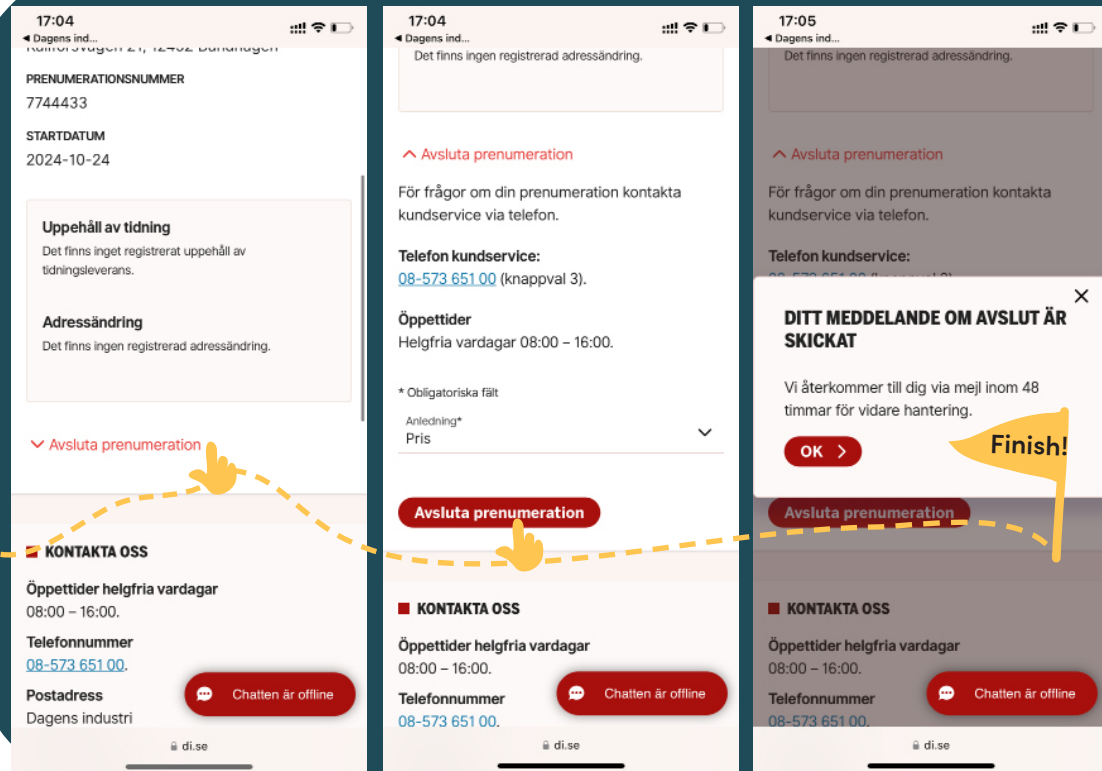 17:04
◀ Dagens ind...
PRENUMERATIONSNUMMER
7744433
STARTDATUM
2024-10-24
Uppehåll av tidning
Det finns inget registrerat uppehåll av
tidningsleverans.
Adressändring
Det finns ingen registrerad adressändring.
Avsluta prenumeration
KONTAKTA OSS
Öppettider helgfria vardagar
08:00 – 16:00.
Telefonnummer
08-573 651 00.
Postadress
Dagens industri
Chatten är offline
di.se
17:04
◀ Dagens ind...
Det finns ingen registrerad adressändring.
Avsluta prenumeration
För frågor om din prenumeration kontakta
kundservice via telefon.
Telefon kundservice:
08-573 651 00 (knappval 3).
Öppettider
Helgfria vardagar 08:00 – 16:00.
* Obligatoriska fält
Anledning*
Pris
Avsluta prenumeration
KONTAKTA OSS
Öppettider helgfria vardagar
08:00 – 16:00.
Telefonnummer
08-573 651 00.
Chatten är offline
di.se
17:05
◀ Dagens ind...
Det finns ingen registrerad adressändring.
Avsluta prenumeration
För frågor om din prenumeration kontakta
kundservice via telefon.
Telefon kundservice:
DITT MEDDELANDE OM AVSLUT ÄR
SKICKAT
Vi återkommer till dig via mejl inom 48
timmar för vidare hantering.
OK
Finish!
Avsluta prenumeration
KONTAKTA OSS
Öppettider helgfria vardagar
08:00 – 16:00.
Telefonnummer
08-573 651 00.
Chatten är offline
di.se